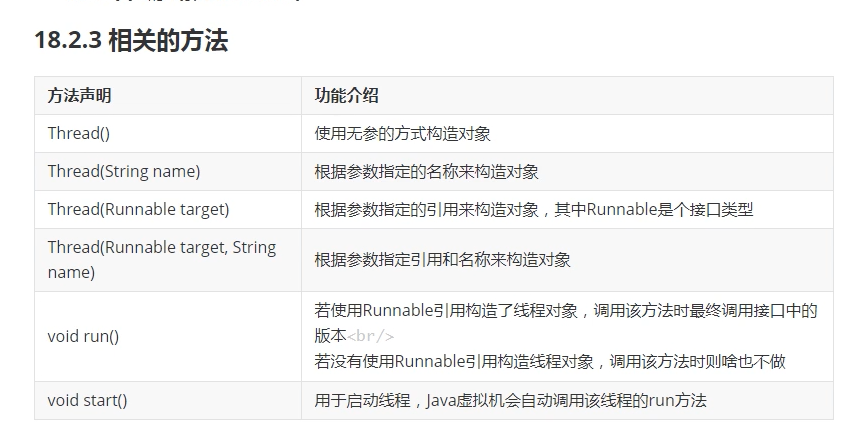 18.2.3 相关的方法
方法声明 功能介绍
Thread() 使用无参的方式构造对象
Thread(String name) 根据参数指定的名称来构造对象
Thread(Runnable target) 根据参数指定的引用来构造对象，其中Runnable是个接口类型
Thread(Runnable target, String
name)
根据参数指定引用和名称来构造对象
void run()
若使用Runnable引用构造了线程对象，调用该方法时最终调用接口中的
版本<br/>
若没有使用Runnable引用构造线程对象，调用该方法时则啥也不做
void start() 用于启动线程，Java虚拟机会自动调用该线程的run方法